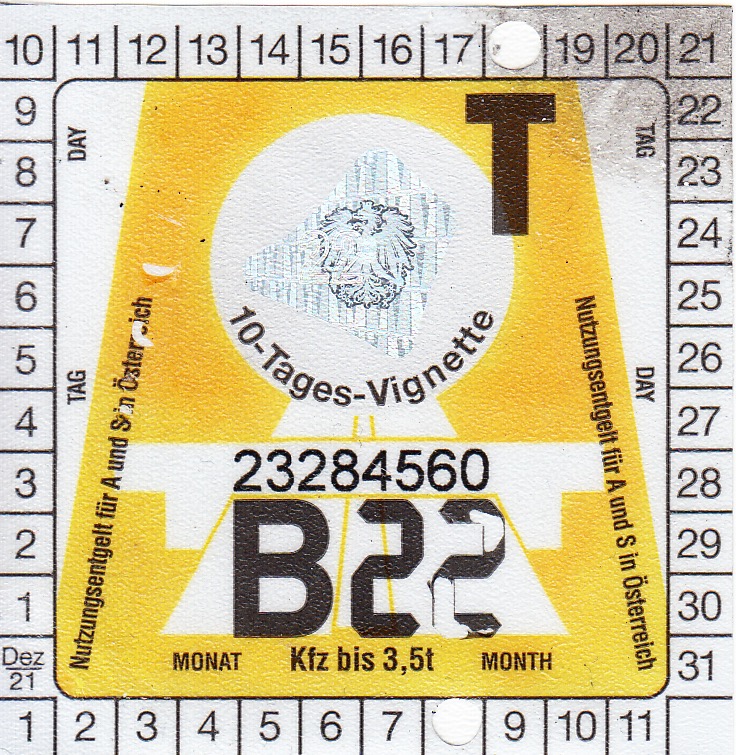 10 11 12 13 14 15 16 17 19 20 21
9 22
8 23
7 24
6 25
5 26
4 27
3 28
2 29
1 30
Dez
21
31
1 2 3 4 5 6 7 9 10 11
DAY
TAG
T
TAG
DAY
10-Tages-Vignette
Nutzungsentgelt für A und S in Österreich
Nutzungsentgelt für A und S in Österreich
23284560
B22
MONAT Kfz bis 3,5t MONTH